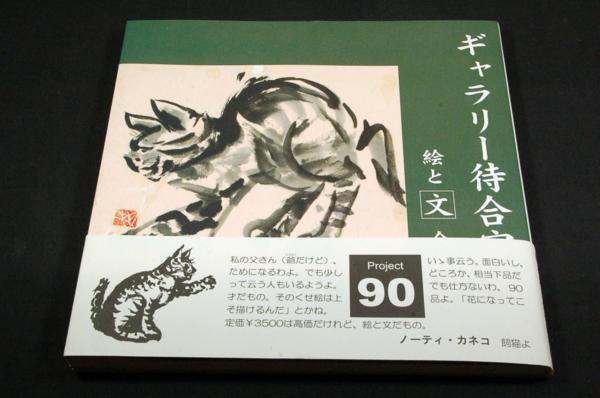 ギャラリー待合
絵と文
私の父さん（爺だけど）、いゝ事云う。面白いし、
ためになるわよ。でも少しどころか、相当下品だ
って云う人もいるようよ。でも仕方ないわ、90
才だもの。そのくせ絵は上品よ。「花になってこ
そ描けるんだ」とかね。
定価¥3500は高価だけれど、絵と文だもの。
Project
90
ノーティ・カネコ 飼猫よ